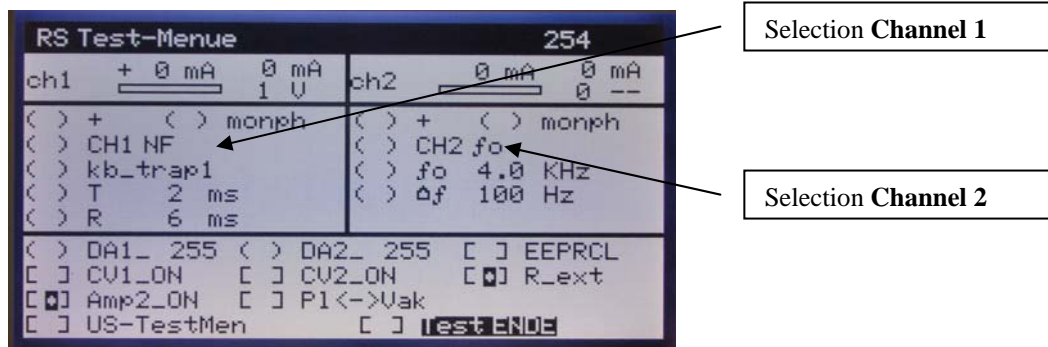 RS Test-Menue 254
ch1 + 0 mA 0 mA
1 V
ch2 0 mA 0 mA
0 --
( ) + ( ) monph
( ) CH1 NF
( ) kb_trap1
( ) T 2 ms
( ) R 6 ms
( ) + ( ) monph
( ) CH2 fo
( ) fo 4.0 KHz
( ) Δf 100 Hz
( ) DA1_ 255 ( ) DA2_ 255 [ ] EEPRCL
[ ] CV1_ON [ ] CV2_ON [◘] R_ext
[◘] Amp2_ON [ ] Pl<->Vak
[ ] US-TestMen [ ] Test ENDE
Selection Channel 1
Selection Channel 2